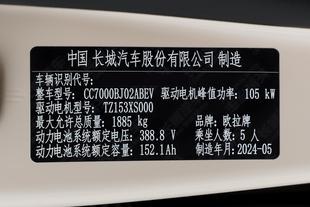 中国 长城汽车股份有限公司 制造
车辆识别代号:
整车型号: CC7000BJ02ABEV 驱动电机峰值功率: 105 kW
驱动电机型号: TZ153XS000
最大允许总质量: 1885 kg 品牌: 欧拉牌
动力电池系统额定电压: 388.8 V 乘坐人数: 5 人
动力电池系统额定容量: 152.1Ah 制造年月: 2024-05